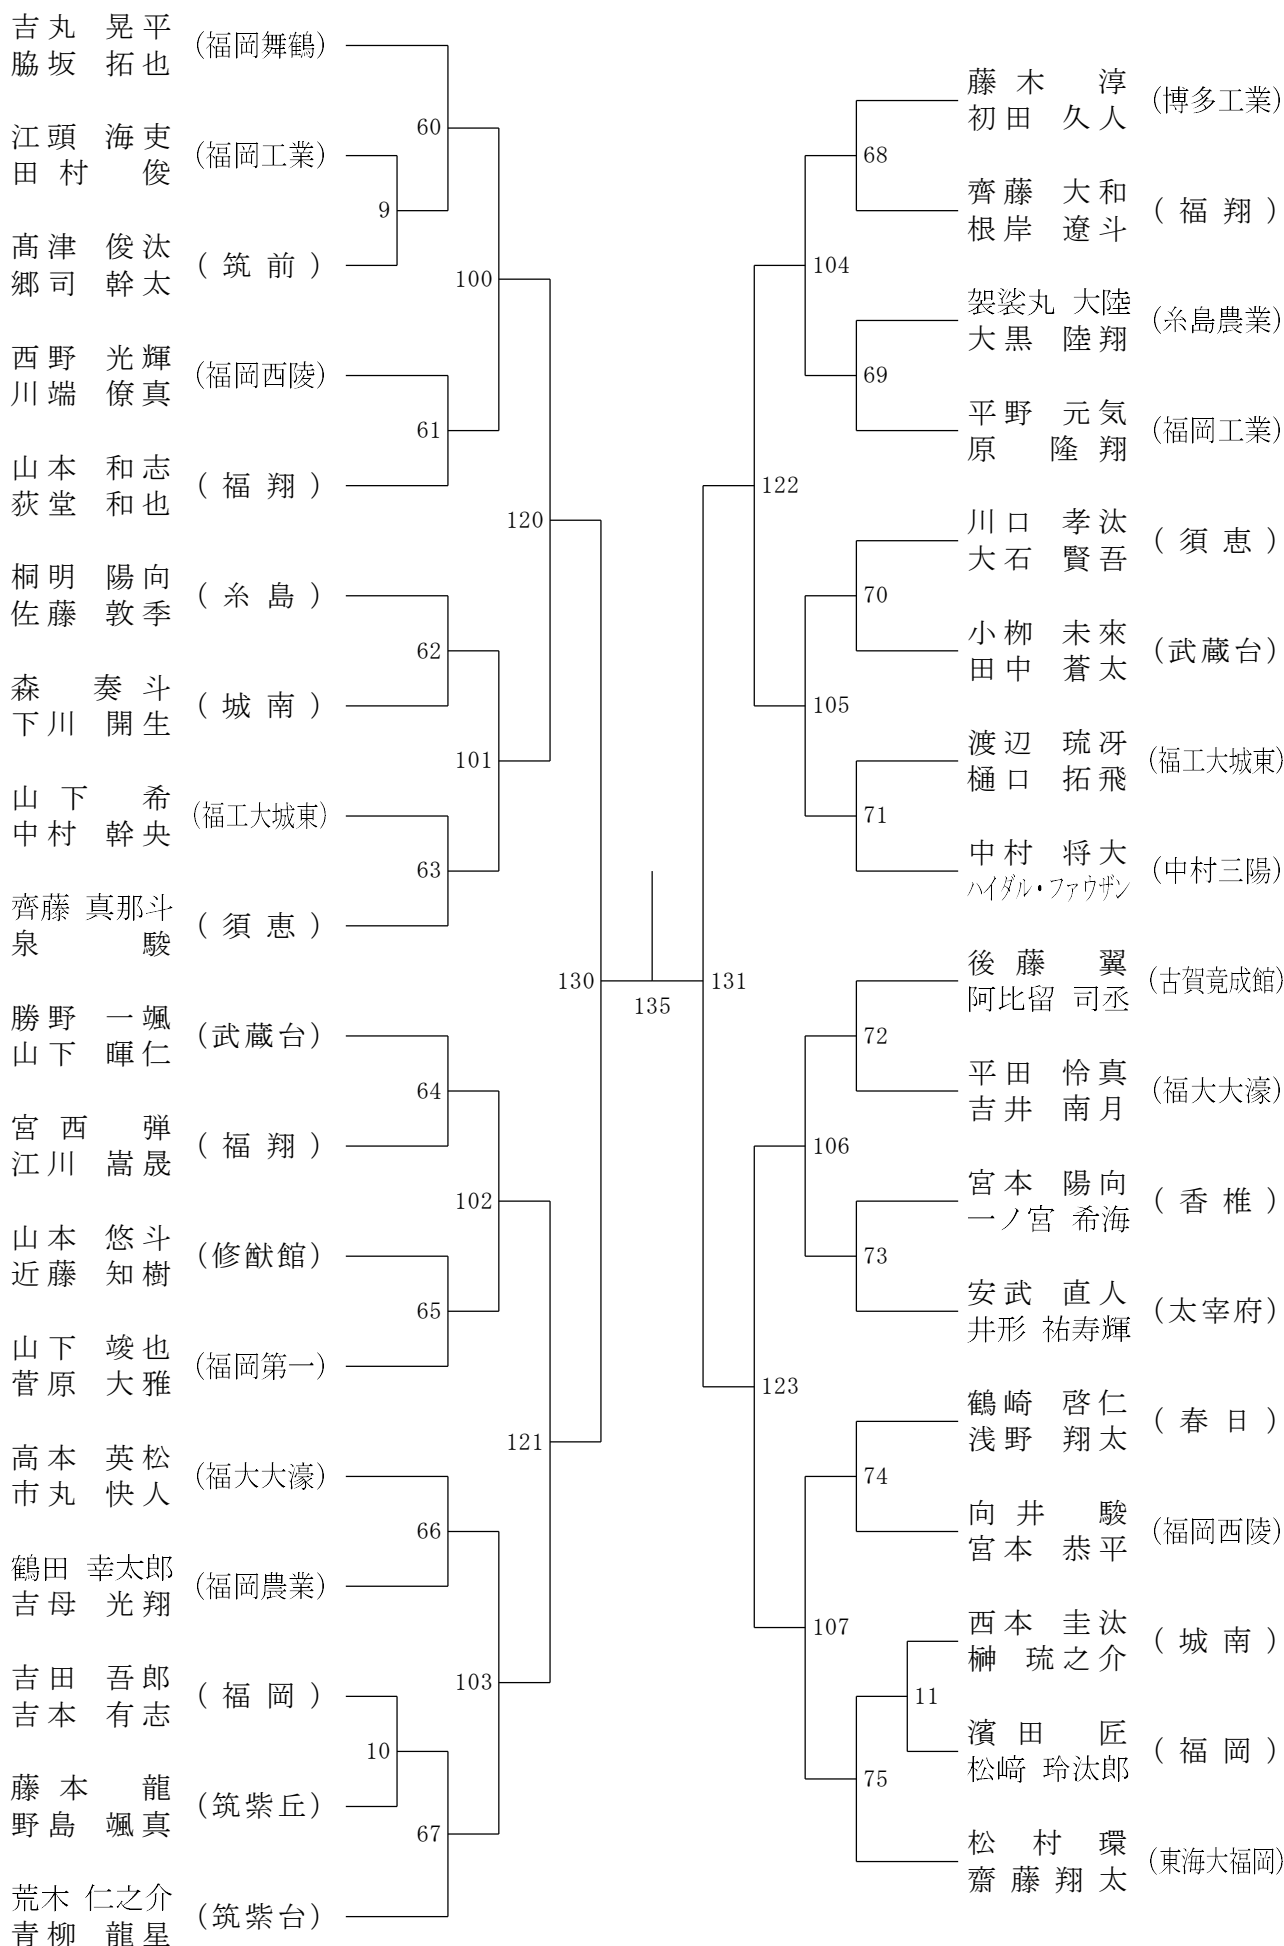 吉丸 晃平
脇坂 拓也
(福岡舞鶴)
江頭 海吏
田村 俊
(福岡工業)
髙津 俊汰
郷司 幹太
(筑前)
西野 光輝
川端 僚真
(福岡西陵)
山本 和志
荻堂 和也
(福翔)
桐明 陽向
佐藤 敦季
(糸島)
森 奏斗
下川 開生
(城南)
山下 希
中村 幹央
(福工大城東)
齊藤 真那斗
泉 駿
(須恵)
勝野 一颯
山下 暉仁
(武蔵台)
宮西 弾
江川 嵩晟
(福翔)
山本 悠斗
近藤 知樹
(修猷館)
山下 竣也
菅原 大雅
(福岡第一)
高本 英松
市丸 快人
(福大大濠)
鶴田 幸太郎
吉母 光翔
(福岡農業)
吉田 吾郎
吉本 有志
(福岡)
藤本 龍
野島 颯真
(筑紫丘)
荒木 仁之介
青柳 龍星
(筑紫台)
60
9
100
61
120
62
101
63
130
64
102
65
121
66
103
10
67
135
131
68
104
69
122
70
105
71
72
106
73
123
74
107
11
75
藤木 淳
初田 久人
(博多工業)
齊藤 大和
根岸 遼斗
(福翔)
袈裟丸 大陸
大黒 陸翔
(糸島農業)
平野 元気
原 隆翔
(福岡工業)
川口 孝汰
大石 賢吾
(須恵)
小栁 未來
田中 蒼太
(武蔵台)
渡辺 琉冴
樋口 拓飛
(福工大城東)
中村 将大
ハイダル・ファウザン
(中村三陽)
後藤 翼
阿比留 司丞
(古賀竟成館)
平田 怜真
吉井 南月
(福大大濠)
宮本 陽向
一ノ宮 希海
(香椎)
安武 直人
井形 祐寿輝
(太宰府)
鶴崎 啓仁
浅野 翔太
(春日)
向井 駿
宮本 恭平
(福岡西陵)
西本 圭汰
榊 琉之介
(城南)
濱田 匠
松﨑 玲汰郎
(福岡)
松村 環
齋藤翔太
(東海大福岡)